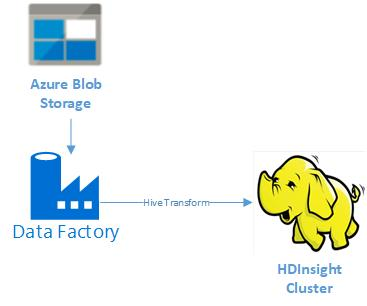 Azure Blob
Storage
HiveTransform
Data Factory
HDInsight
Cluster